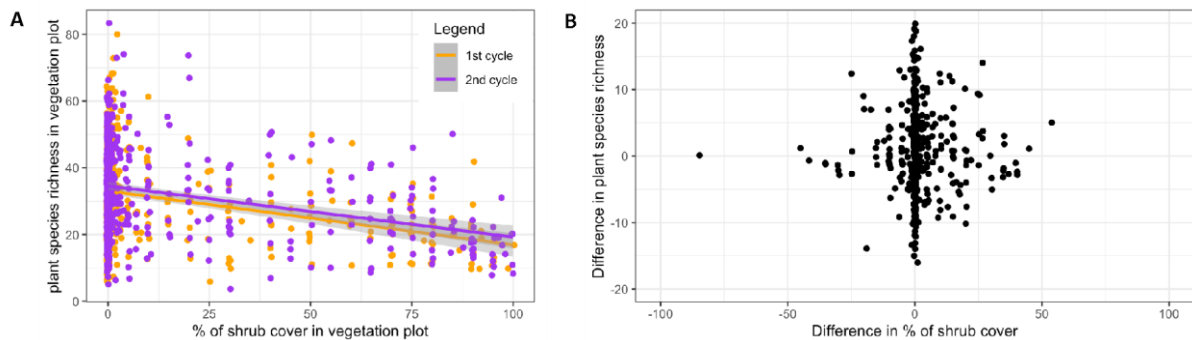 A
plant species richness in vegetation plot
80
60
40
20
0
Legend
1st cycle
2nd cycle
0
25
50
75
100
% of shrub cover in vegetation plot
B
Difference in plant species richness
20
10
0
-10
-20
-100
-50
0
50
100
Difference in % of shrub cover